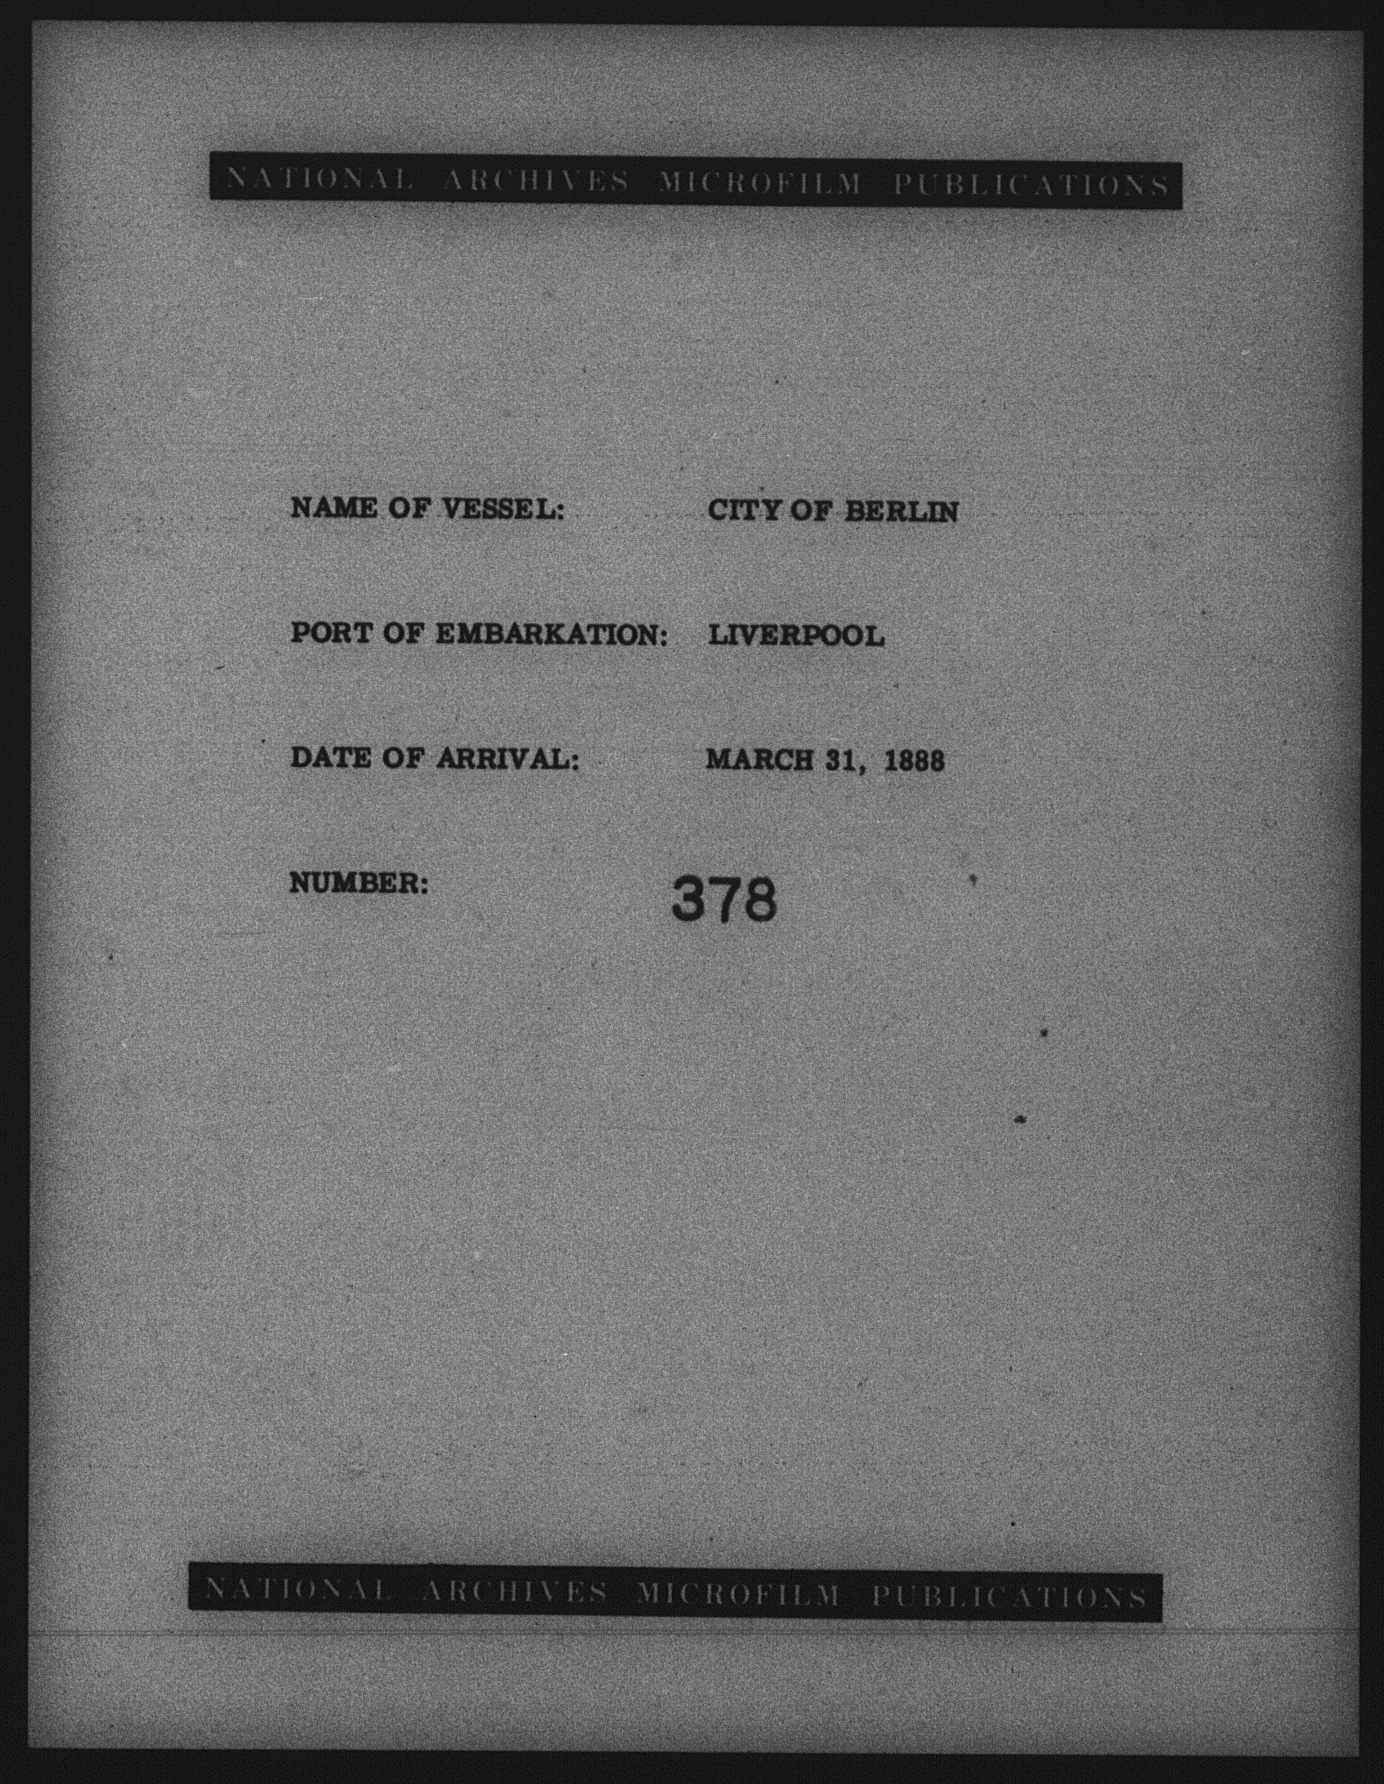 NATIONAL ARCHIVES MICROFILM PUBLICATIONS
NAME OF VESSEL: CITY OF BERLIN
PORT OF EMBARKATION: LIVERPOOL
DATE OF ARRIVAL: MARCH 31, 1888
NUMBER: 378
NATIONAL ARCHIVES MICROFILM PUBLICATIONS